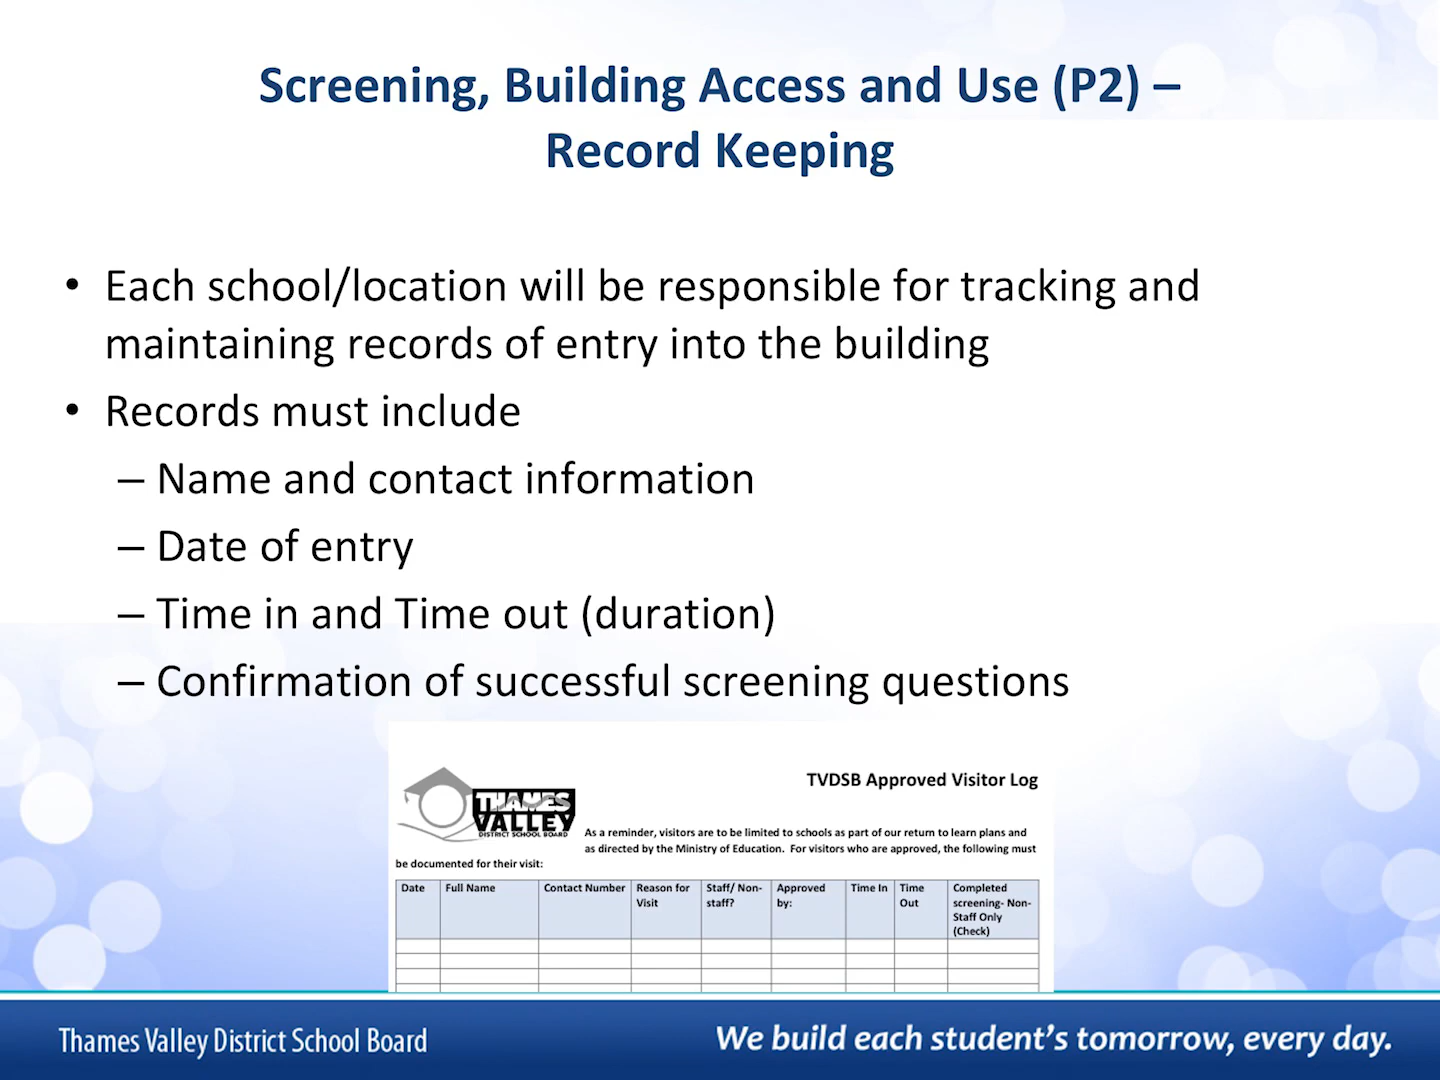 Screening, Building Access and Use (P2) –
Record Keeping
• Each school/location will be responsible for tracking and
maintaining records of entry into the building
• Records must include
– Name and contact information
– Date of entry
– Time in and Time out (duration)
– Confirmation of successful screening questions
THAMES
VALLEY
DISTRICT SCHOOL BOARD
TVDSB Approved Visitor Log
As a reminder, visitors are to be limited to schools as part of our return to learn plans and
as directed by the Ministry of Education. For visitors who are approved, the following must
be documented for their visit:
Date Full Name Contact Number Reason for Staff/ Non- Approved Time In Time Completed
Visit staff? by: Out screening- Non-
Staff Only
(Check)
Thames Valley District School Board
We build each student's tomorrow, every day.